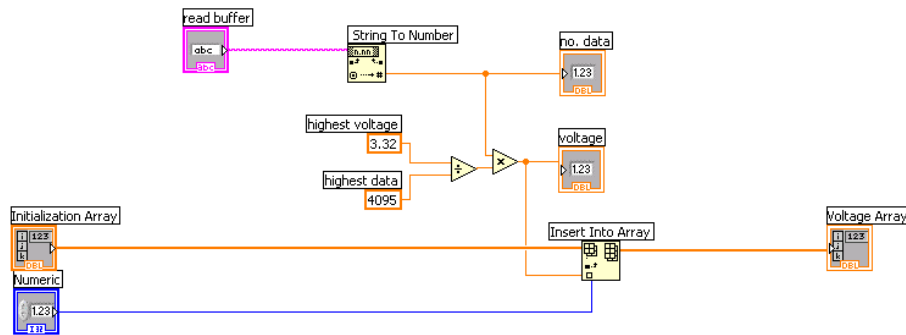 read buffer
abc
abc
String To Number
n.nn
#
no. data
1.23
DBL
highest voltage
3.32
÷
×
highest data
4095
voltage
1.23
DBL
Initialization Array
i
j
k
123
DBL
Insert Into Array
Voltage Array
i
j
k
123
DBL
Numeric
1.23
I32